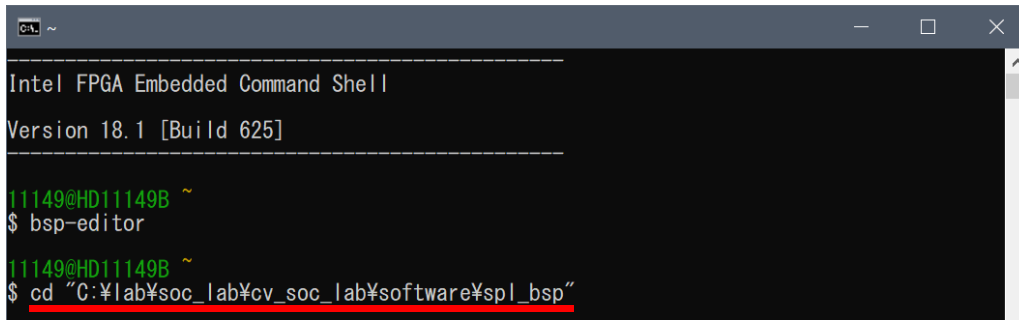 C:\. ~
--------------------------------------------------
Intel FPGA Embedded Command Shell
Version 18.1 [Build 625]
--------------------------------------------------
11149@HD11149B ~
$ bsp-editor
11149@HD11149B ~
$ cd "C:¥lab¥soc_lab¥cv_soc_lab¥software¥spl_bsp"